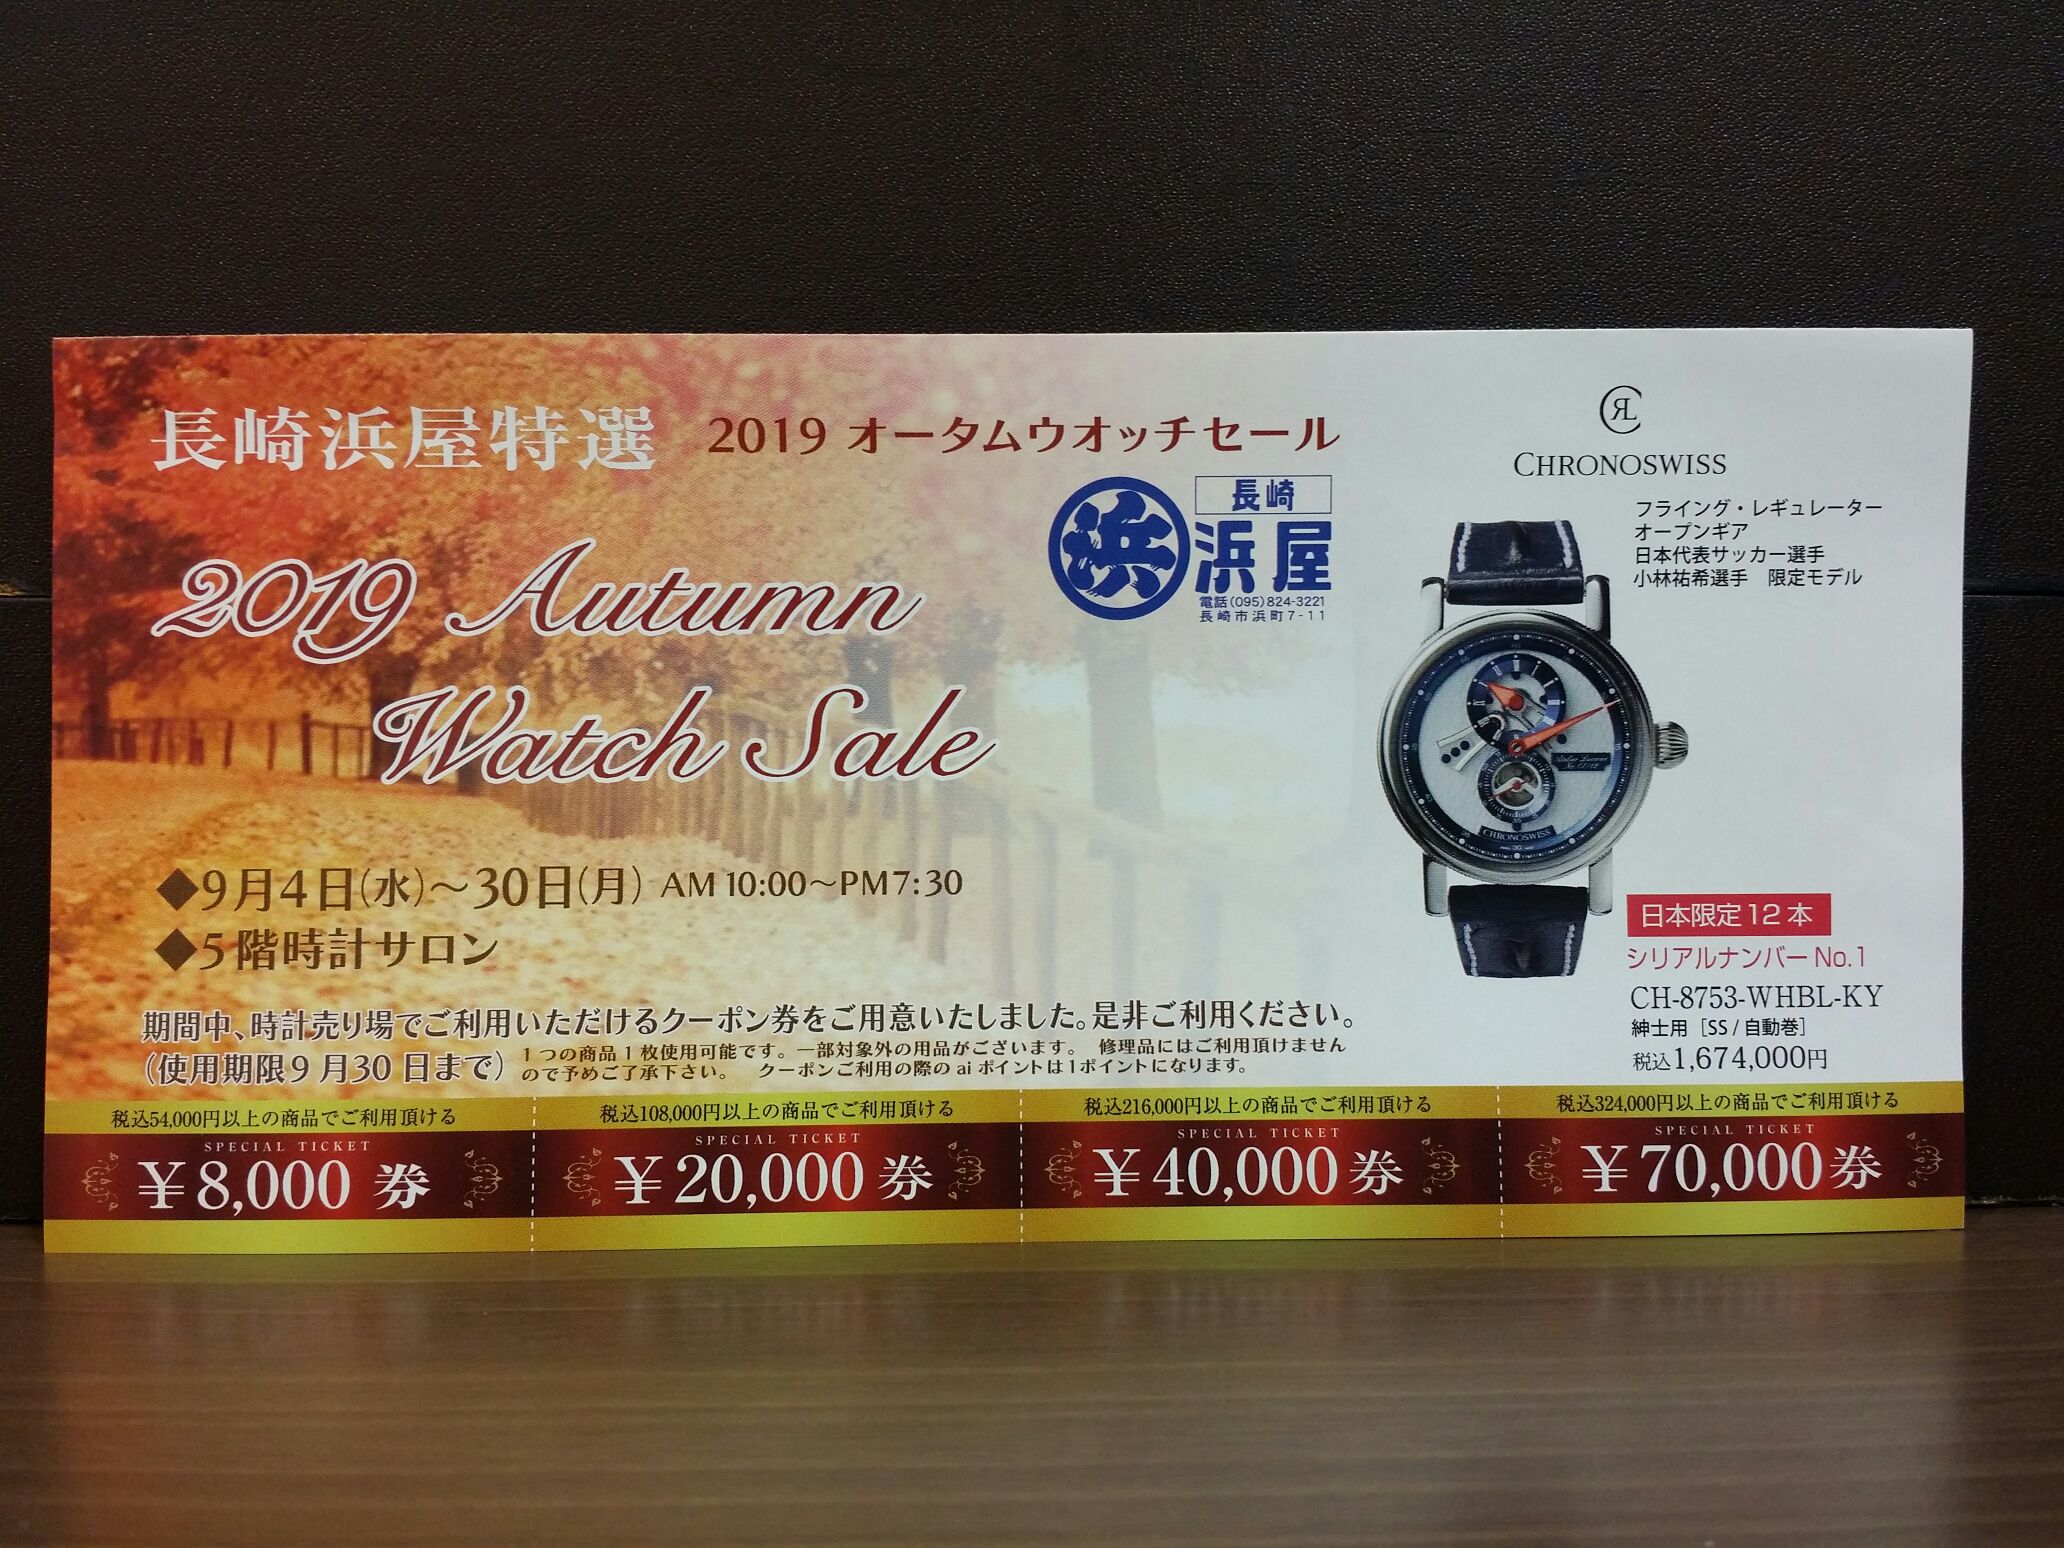 長崎浜屋特選 2019 オータムウオッチセール
長崎
浜
浜屋
電話(095)824-3221
長崎市浜町7-11
2019 Autumn
Watch Sale
◆9月4日(水)～30日(月) AM 10:00～PM7:30
◆5階時計サロン
期間中、時計売り場でご利用いただけるクーポン券をご用意いたしました。是非ご利用ください。
(使用期限9月30日まで)
1つの商品1枚使用可能です。一部対象外の用品がございます。 修理品にはご利用頂けません
ので予めご了承下さい。 クーポンご利用の際の ai ポイントは1ポイントになります。
CHRONOSWISS
フライング・レギュレーター
オープンギア
日本代表サッカー選手
小林祐希選手 限定モデル
CHRONOSWISS
日本限定12本
シリアルナンバー No.1
CH-8753-WHBL-KY
紳士用［SS / 自動巻］
税込1,674,000円
税込54,000円以上の商品でご利用頂ける
SPECIAL TICKET
￥8,000 券
税込108,000円以上の商品でご利用頂ける
SPECIAL TICKET
￥20,000 券
税込216,000円以上の商品でご利用頂ける
SPECIAL TICKET
￥40,000 券
税込324,000円以上の商品でご利用頂ける
SPECIAL TICKET
￥70,000 券